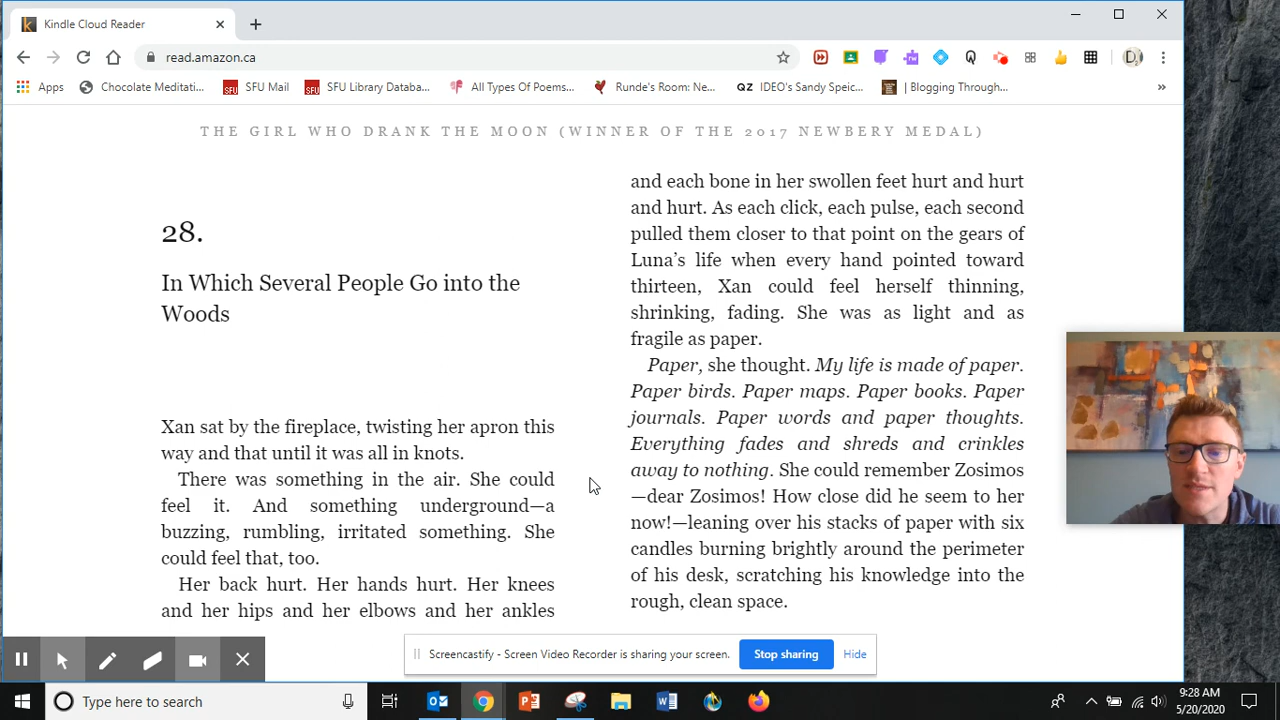 Kindle Cloud Reader
read.amazon.ca
Apps
Chocolate Meditati...
SFU Mail
SFU Library Databa...
All Types Of Poems...
Runde's Room: Ne...
QZ IDEO's Sandy Speic...
| Blogging Through...
»
THE GIRL WHO DRANK THE MOON (WINNER OF THE 2017 NEWBERY MEDAL)
28.
In Which Several People Go into the
Woods
Xan sat by the fireplace, twisting her apron this
way and that until it was all in knots.
There was something in the air. She could
feel it. And something underground—a
buzzing, rumbling, irritated something. She
could feel that, too.
Her back hurt. Her hands hurt. Her knees
and her hips and her elbows and her ankles
and each bone in her swollen feet hurt and hurt
and hurt. As each click, each pulse, each second
pulled them closer to that point on the gears of
Luna's life when every hand pointed toward
thirteen, Xan could feel herself thinning,
shrinking, fading. She was as light and as
fragile as paper.
Paper, she thought. My life is made of paper.
Paper birds. Paper maps. Paper books. Paper
journals. Paper words and paper thoughts.
Everything fades and shreds and crinkles
away to nothing. She could remember Zosimos
—dear Zosimos! How close did he seem to her
now!—leaning over his stacks of paper with six
candles burning brightly around the perimeter
of his desk, scratching his knowledge into the
rough, clean space.
Screencastify - Screen Video Recorder is sharing your screen.
Stop sharing
Hide
Type here to search
9:28 AM
5/20/2020